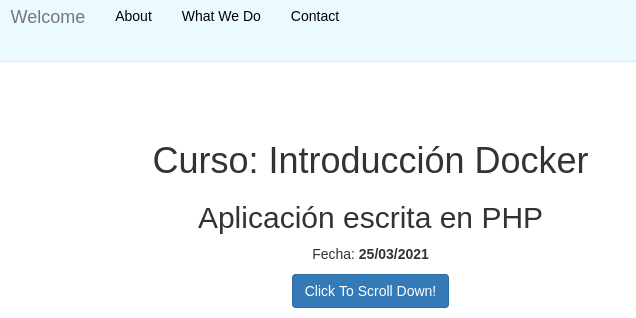 Welcome About What We Do Contact
Curso: Introducción Docker
Aplicación escrita en PHP
Fecha: 25/03/2021
Click To Scroll Down!